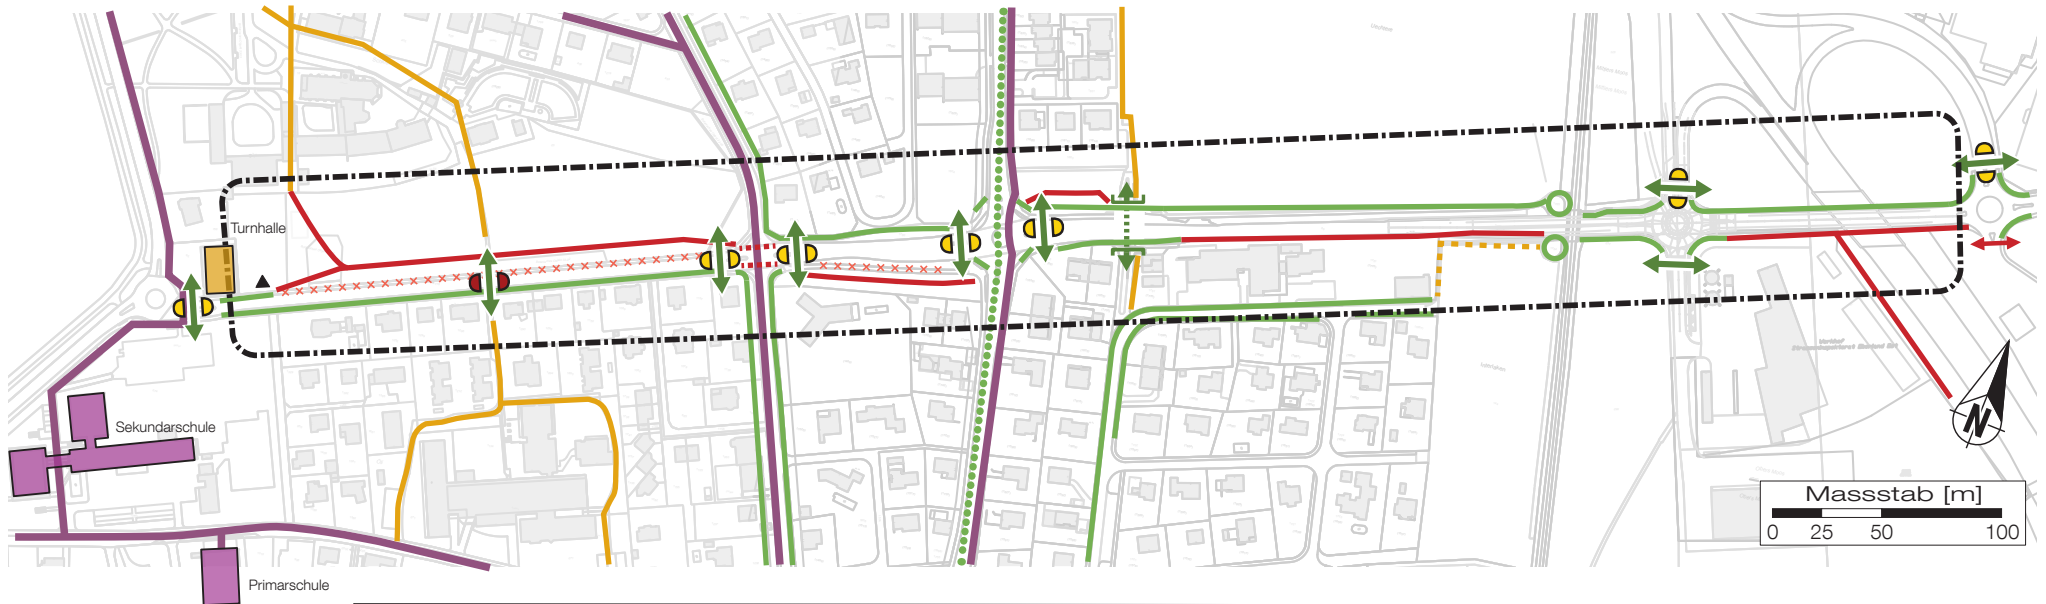 Turnhalle
Sekundarschule
N
Massstab [m]
0 25 50 100
Primarschule